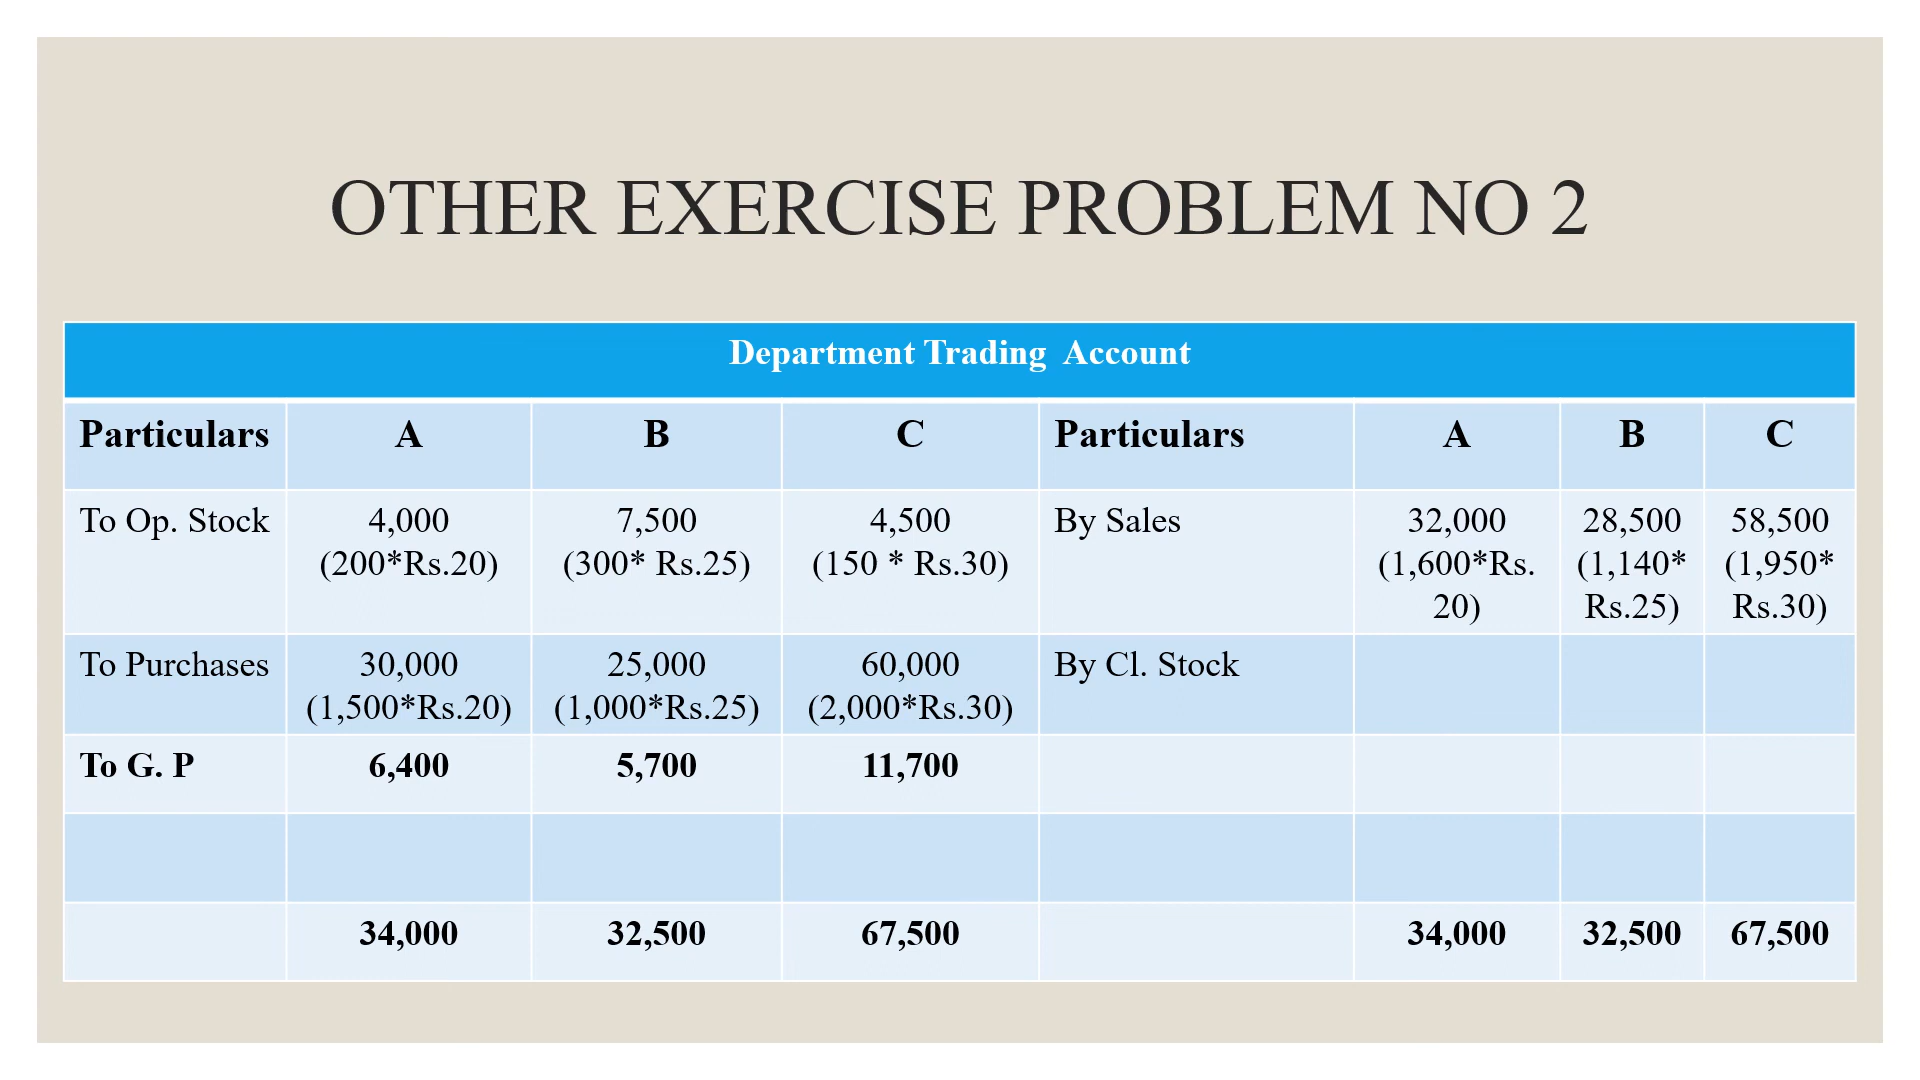 OTHER EXERCISE PROBLEM NO 2
Department Trading Account
Particulars A B C Particulars A B C
To Op. Stock 4,000 7,500 4,500 By Sales 32,000 28,500 58,500
(200*Rs.20) (300* Rs.25) (150 * Rs.30) (1,600*Rs. (1,140* (1,950*
20) Rs.25) Rs.30)
To Purchases 30,000 25,000 60,000 By Cl. Stock
(1,500*Rs.20) (1,000*Rs.25) (2,000*Rs.30)
To G. P 6,400 5,700 11,700
34,000 32,500 67,500 34,000 32,500 67,500